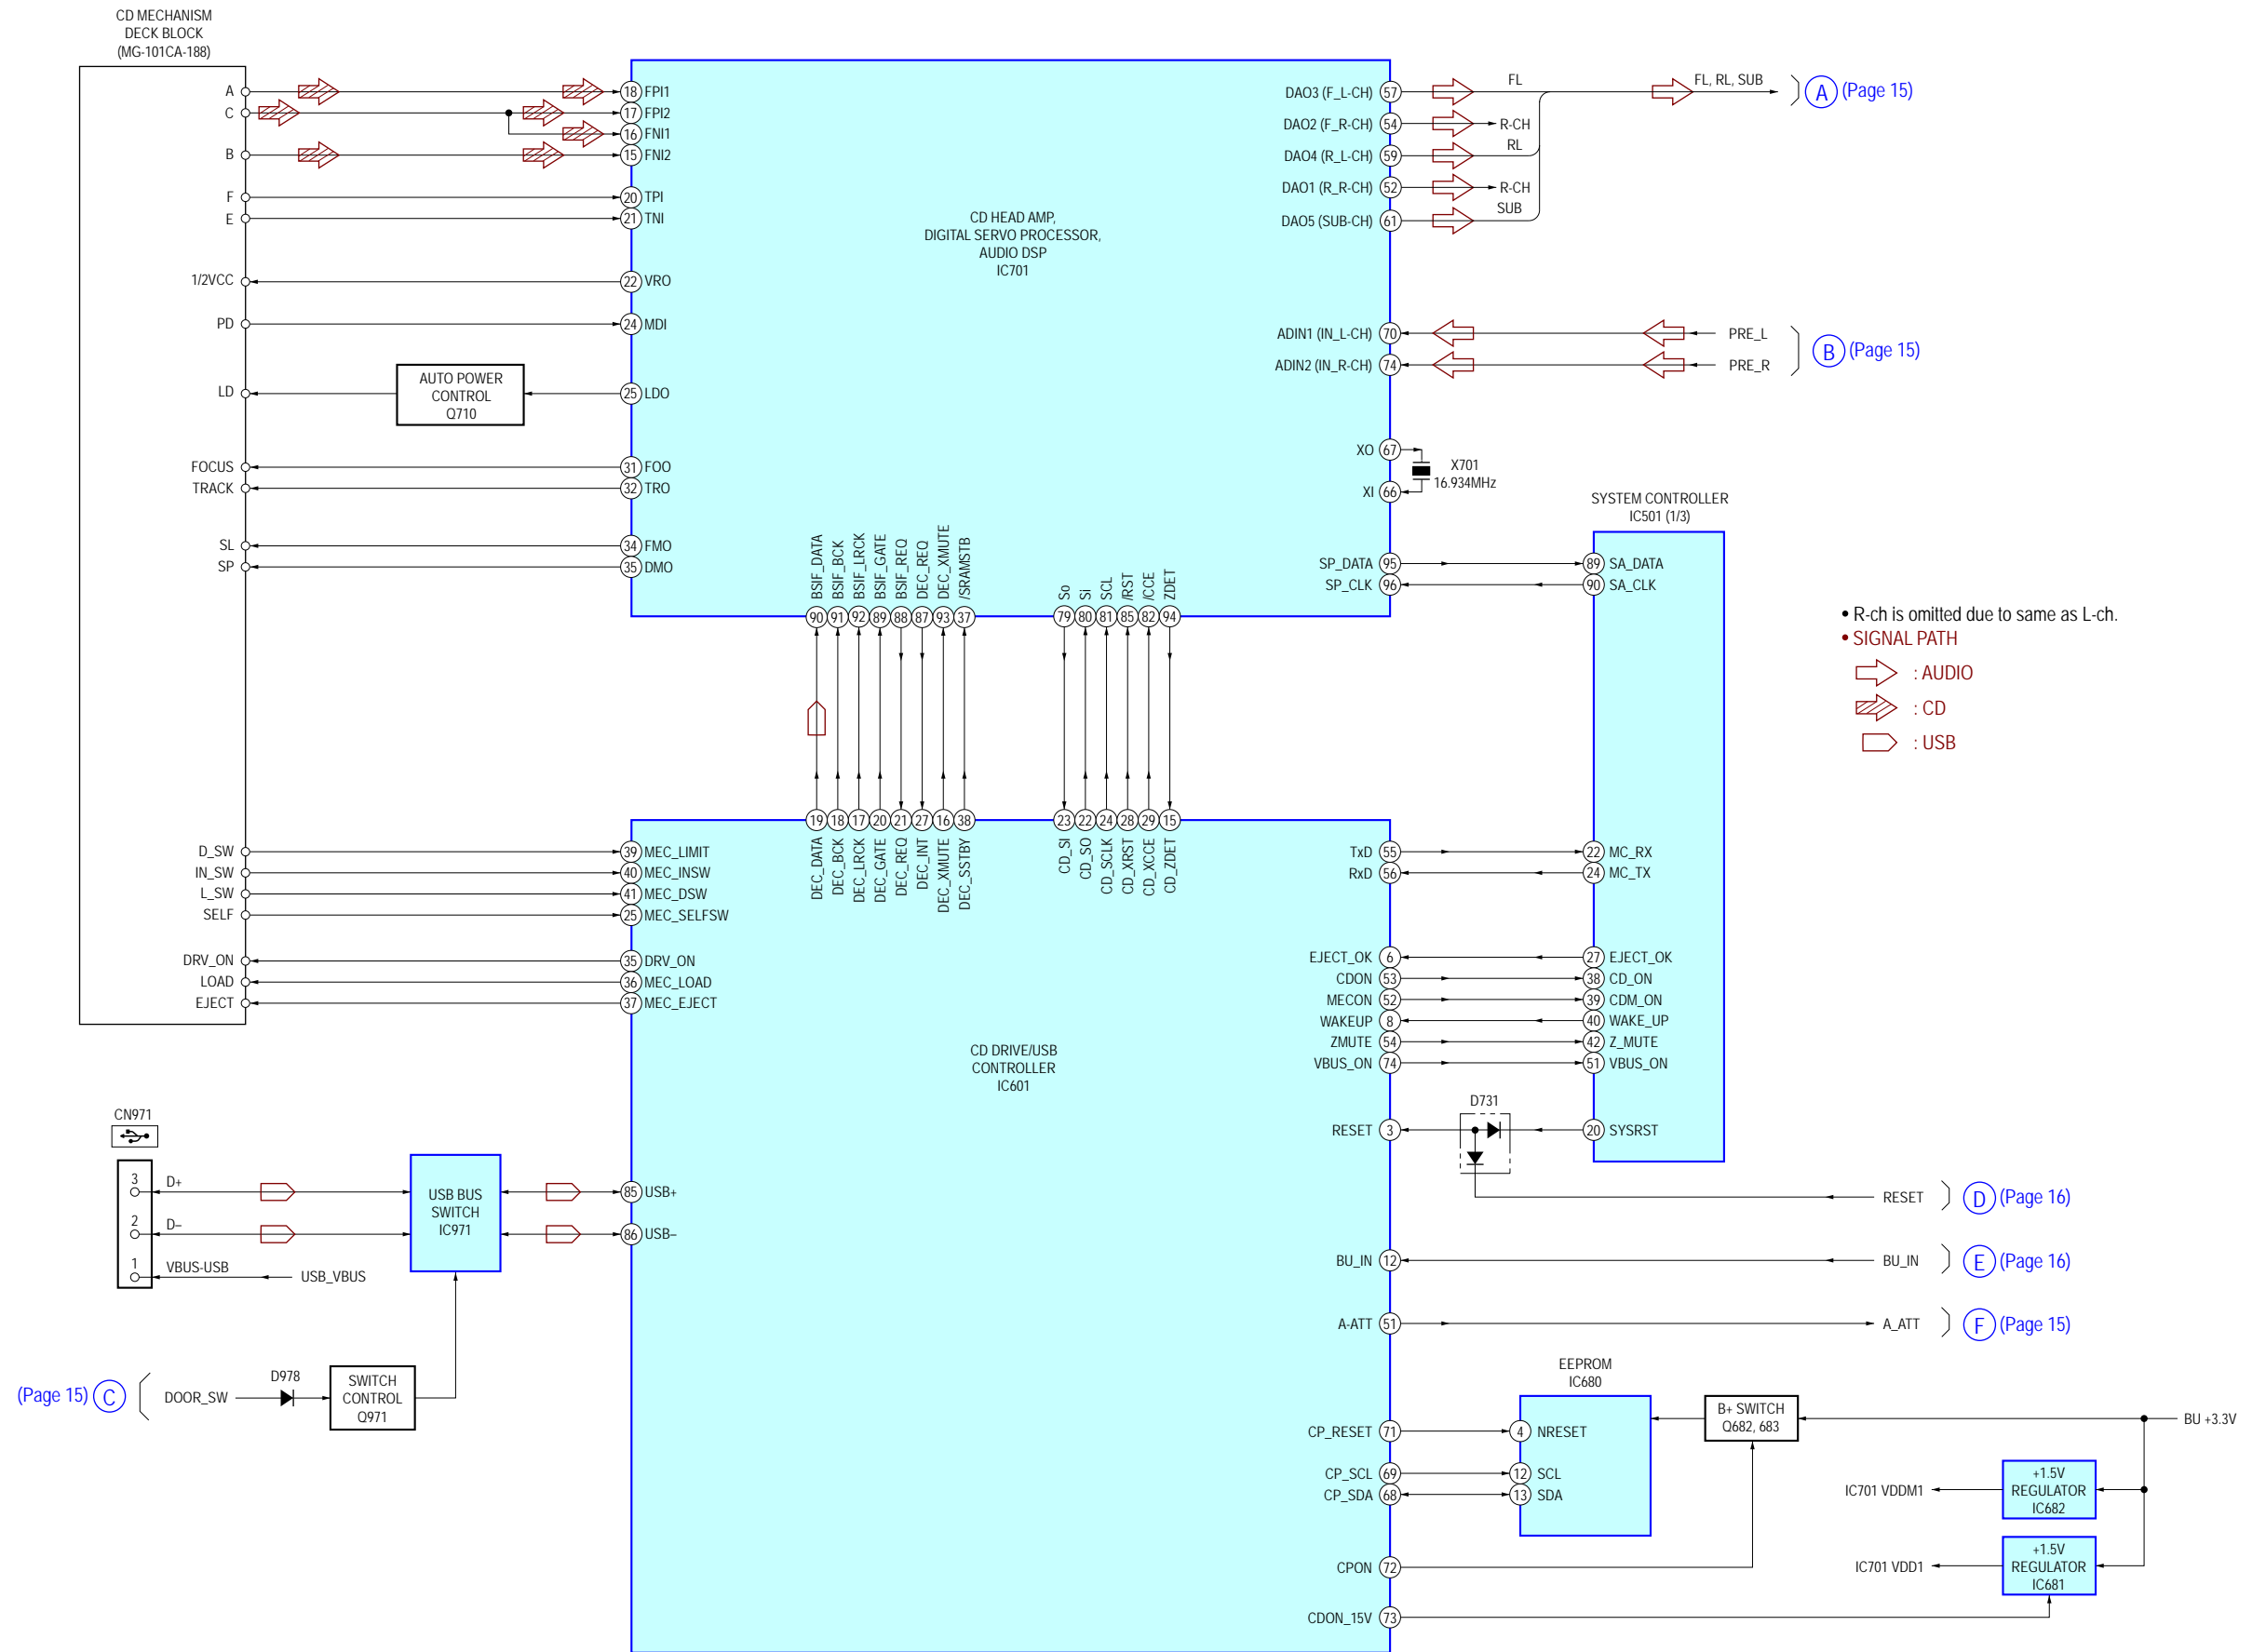 CD MECHANISM
DECK BLOCK
(MG-101CA-188)
A
C
B
F
E
1/2VCC
PD
LD
FOCUS
TRACK
SL
SP
D_SW
IN_SW
L_SW
SELF
DRV_ON
LOAD
EJECT
AUTO POWER
CONTROL
Q710
18 FPI1
17 FPI2
16 FNI1
15 FNI2
20 TPI
21 TNI
22 VRO
24 MDI
25 LDO
31 FOO
32 TRO
34 FMO
35 DMO
CD HEAD AMP,
DIGITAL SERVO PROCESSOR,
AUDIO DSP
IC701
DAO3 (F_L-CH) 57
DAO2 (F_R-CH) 54
DAO4 (R_L-CH) 59
DAO1 (R_R-CH) 52
DAO5 (SUB-CH) 61
ADIN1 (IN_L-CH) 70
ADIN2 (IN_R-CH) 74
XO 67
XI 66
SP_DATA 95
SP_CLK 96
FL
R-CH
RL
R-CH
SUB
FL, RL, SUB
A (Page 15)
PRE_L
PRE_R
B (Page 15)
X701
16.934MHz
BSIF_DATA
BSIF_BCK
BSIF_LRCK
BSIF_GATE
BSIF_REQ
DEC_REQ
DEC_XMUTE
/SRAMSTB
90 91 92 89 88 87 93 37
So
Si
SCL
/RST
/CCE
ZDET
79 80 81 85 82 94
19 18 17 20 21 27 16 38
DEC_DATA
DEC_BCK
DEC_LRCK
DEC_GATE
DEC_REQ
DEC_INT
DEC_XMUTE
DEC_SSTBY
23 22 24 28 29 15
CD_SI
CD_SO
CD_SCLK
CD_XRST
CD_XCCE
CD_ZDET
SYSTEM CONTROLLER
IC501 (1/3)
89 SA_DATA
90 SA_CLK
22 MC_RX
24 MC_TX
27 EJECT_OK
38 CD_ON
39 CDM_ON
40 WAKE_UP
42 Z_MUTE
51 VBUS_ON
20 SYSRST
• R-ch is omitted due to same as L-ch.
• SIGNAL PATH
: AUDIO
: CD
: USB
39 MEC_LIMIT
40 MEC_INSW
41 MEC_DSW
25 MEC_SELFSW
35 DRV_ON
36 MEC_LOAD
37 MEC_EJECT
85 USB+
86 USB–
CD DRIVE/USB
CONTROLLER
IC601
TxD 55
RxD 56
EJECT_OK 6
CDON 53
MECON 52
WAKEUP 8
ZMUTE 54
VBUS_ON 74
RESET 3
BU_IN 12
A-ATT 51
CP_RESET 71
CP_SCL 69
CP_SDA 68
CPON 72
CDON_15V 73
D731
RESET
D (Page 16)
BU_IN
E (Page 16)
A_ATT
F (Page 15)
CN971
3
D+
2
D–
1
VBUS-USB
USB_VBUS
USB BUS
SWITCH
IC971
(Page 15) C
DOOR_SW
D978
SWITCH
CONTROL
Q971
EEPROM
IC680
4 NRESET
12 SCL
13 SDA
B+ SWITCH
Q682, 683
BU +3.3V
IC701 VDDM1
+1.5V
REGULATOR
IC682
IC701 VDD1
+1.5V
REGULATOR
IC681